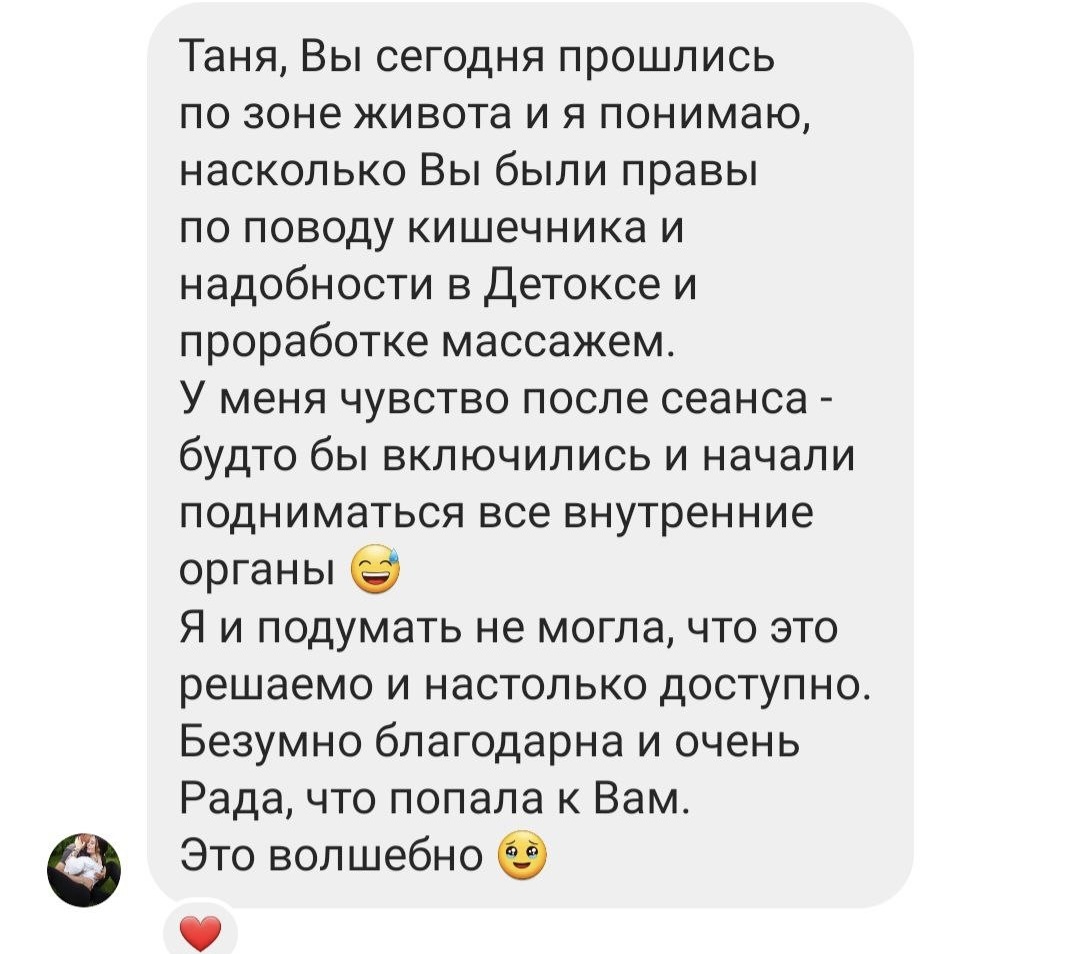 Таня, Вы сегодня прошлись
по зоне живота и я понимаю,
насколько Вы были правы
по поводу кишечника и
надобности в Детоксе и
проработке массажем.
У меня чувство после сеанса -
будто бы включились и начали
подниматься все внутренние
органы 😅
Я и подумать не могла, что это
решаемо и настолько доступно.
Безумно благодарна и очень
Рада, что попала к Вам.
Это волшебно 🥹